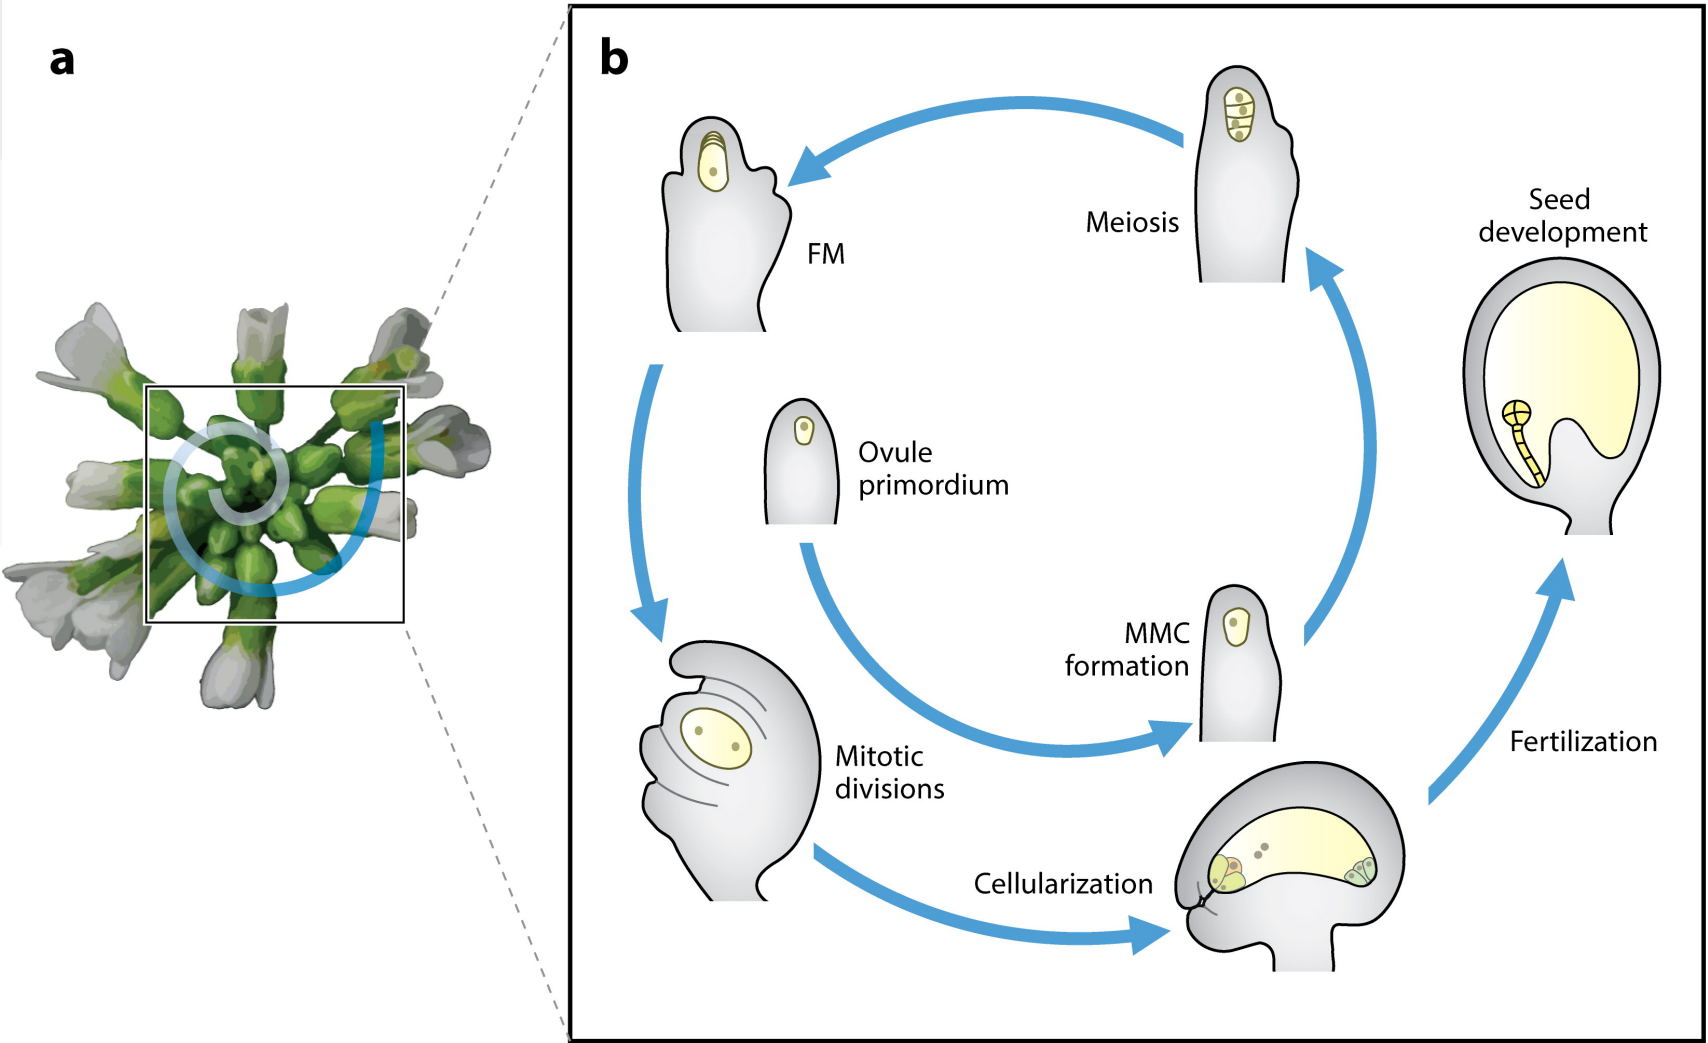 a
b
Meiosis
FM
Seed
development
Ovule
primordium
MMC
formation
Mitotic
divisions
Fertilization
Cellularization